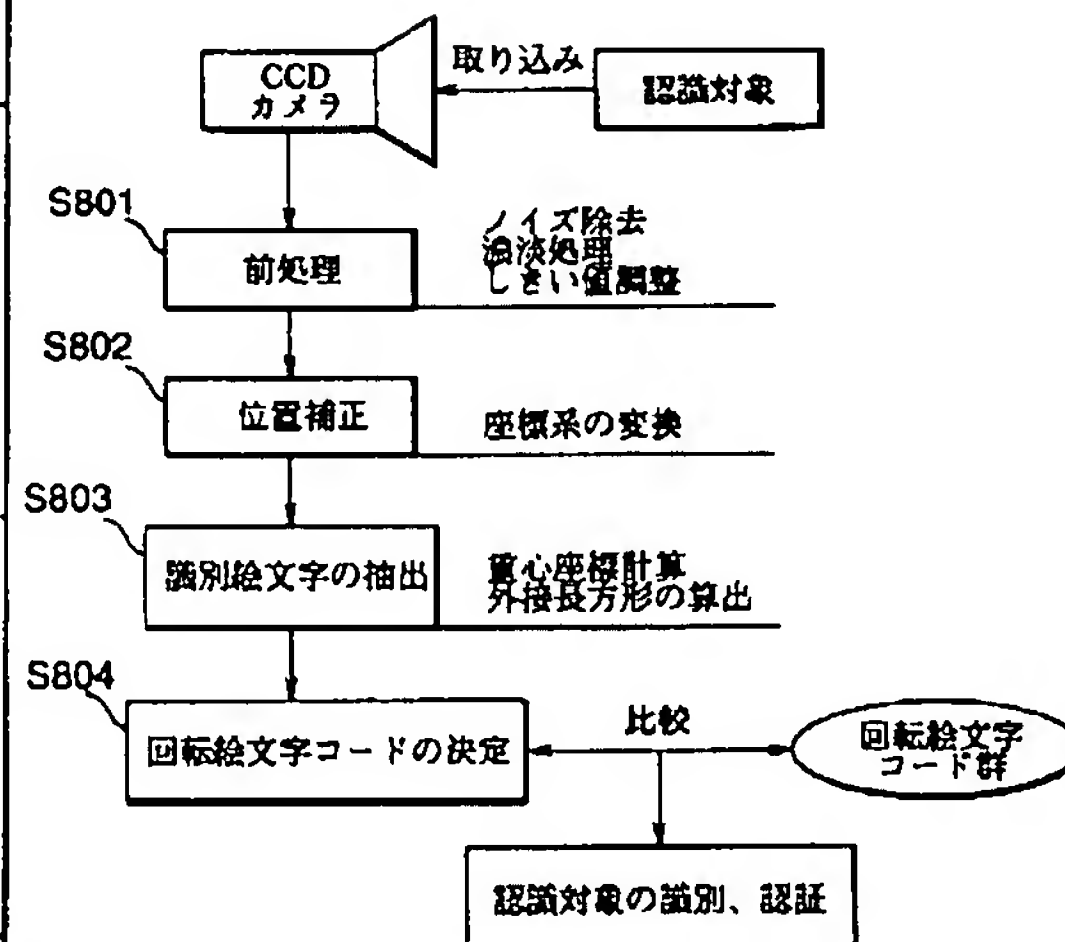 CCD
カメラ
取り込み
認識対象
S801
前処理
ノイズ除去
濃淡処理
しきい値調整
S802
位置補正
座標系の変換
S803
識別絵文字の抽出
重心座標計算
外接長方形の算出
S804
回転絵文字コードの決定
比較
回転絵文字
コード群
認識対象の識別、認証